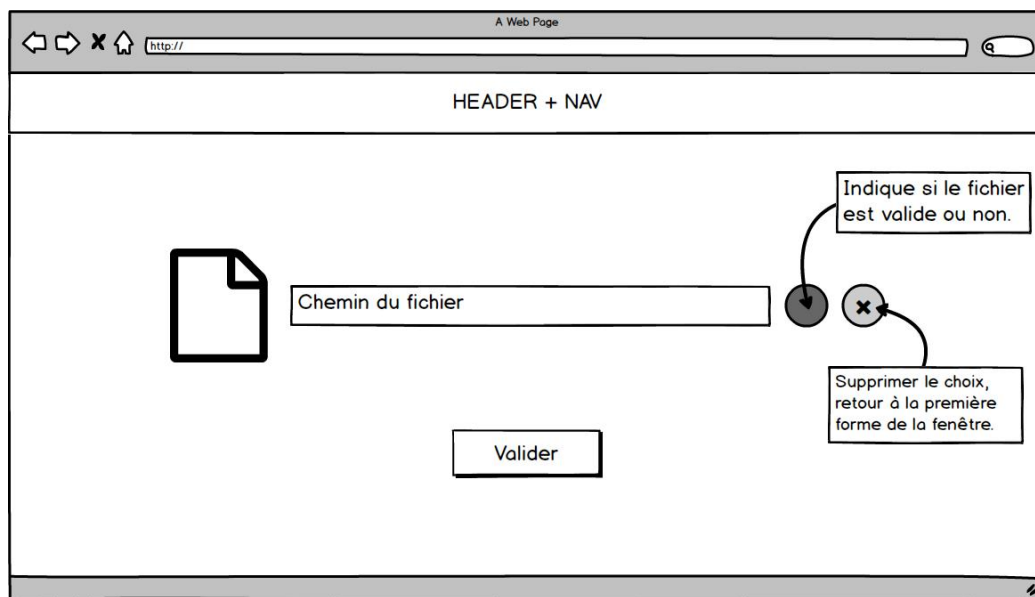 A Web Page
http://
HEADER + NAV
Indique si le fichier
est valide ou non.
Chemin du fichier
Supprimer le choix,
retour à la première
forme de la fenêtre.
Valider